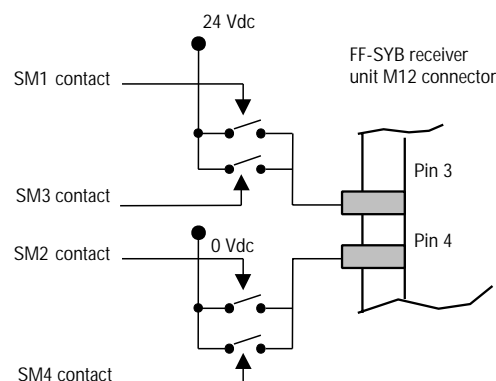 24 Vdc
FF-SYB receiver
unit M12 connector
SM1 contact
Pin 3
SM3 contact
Pin 4
SM2 contact
0 Vdc
SM4 contact